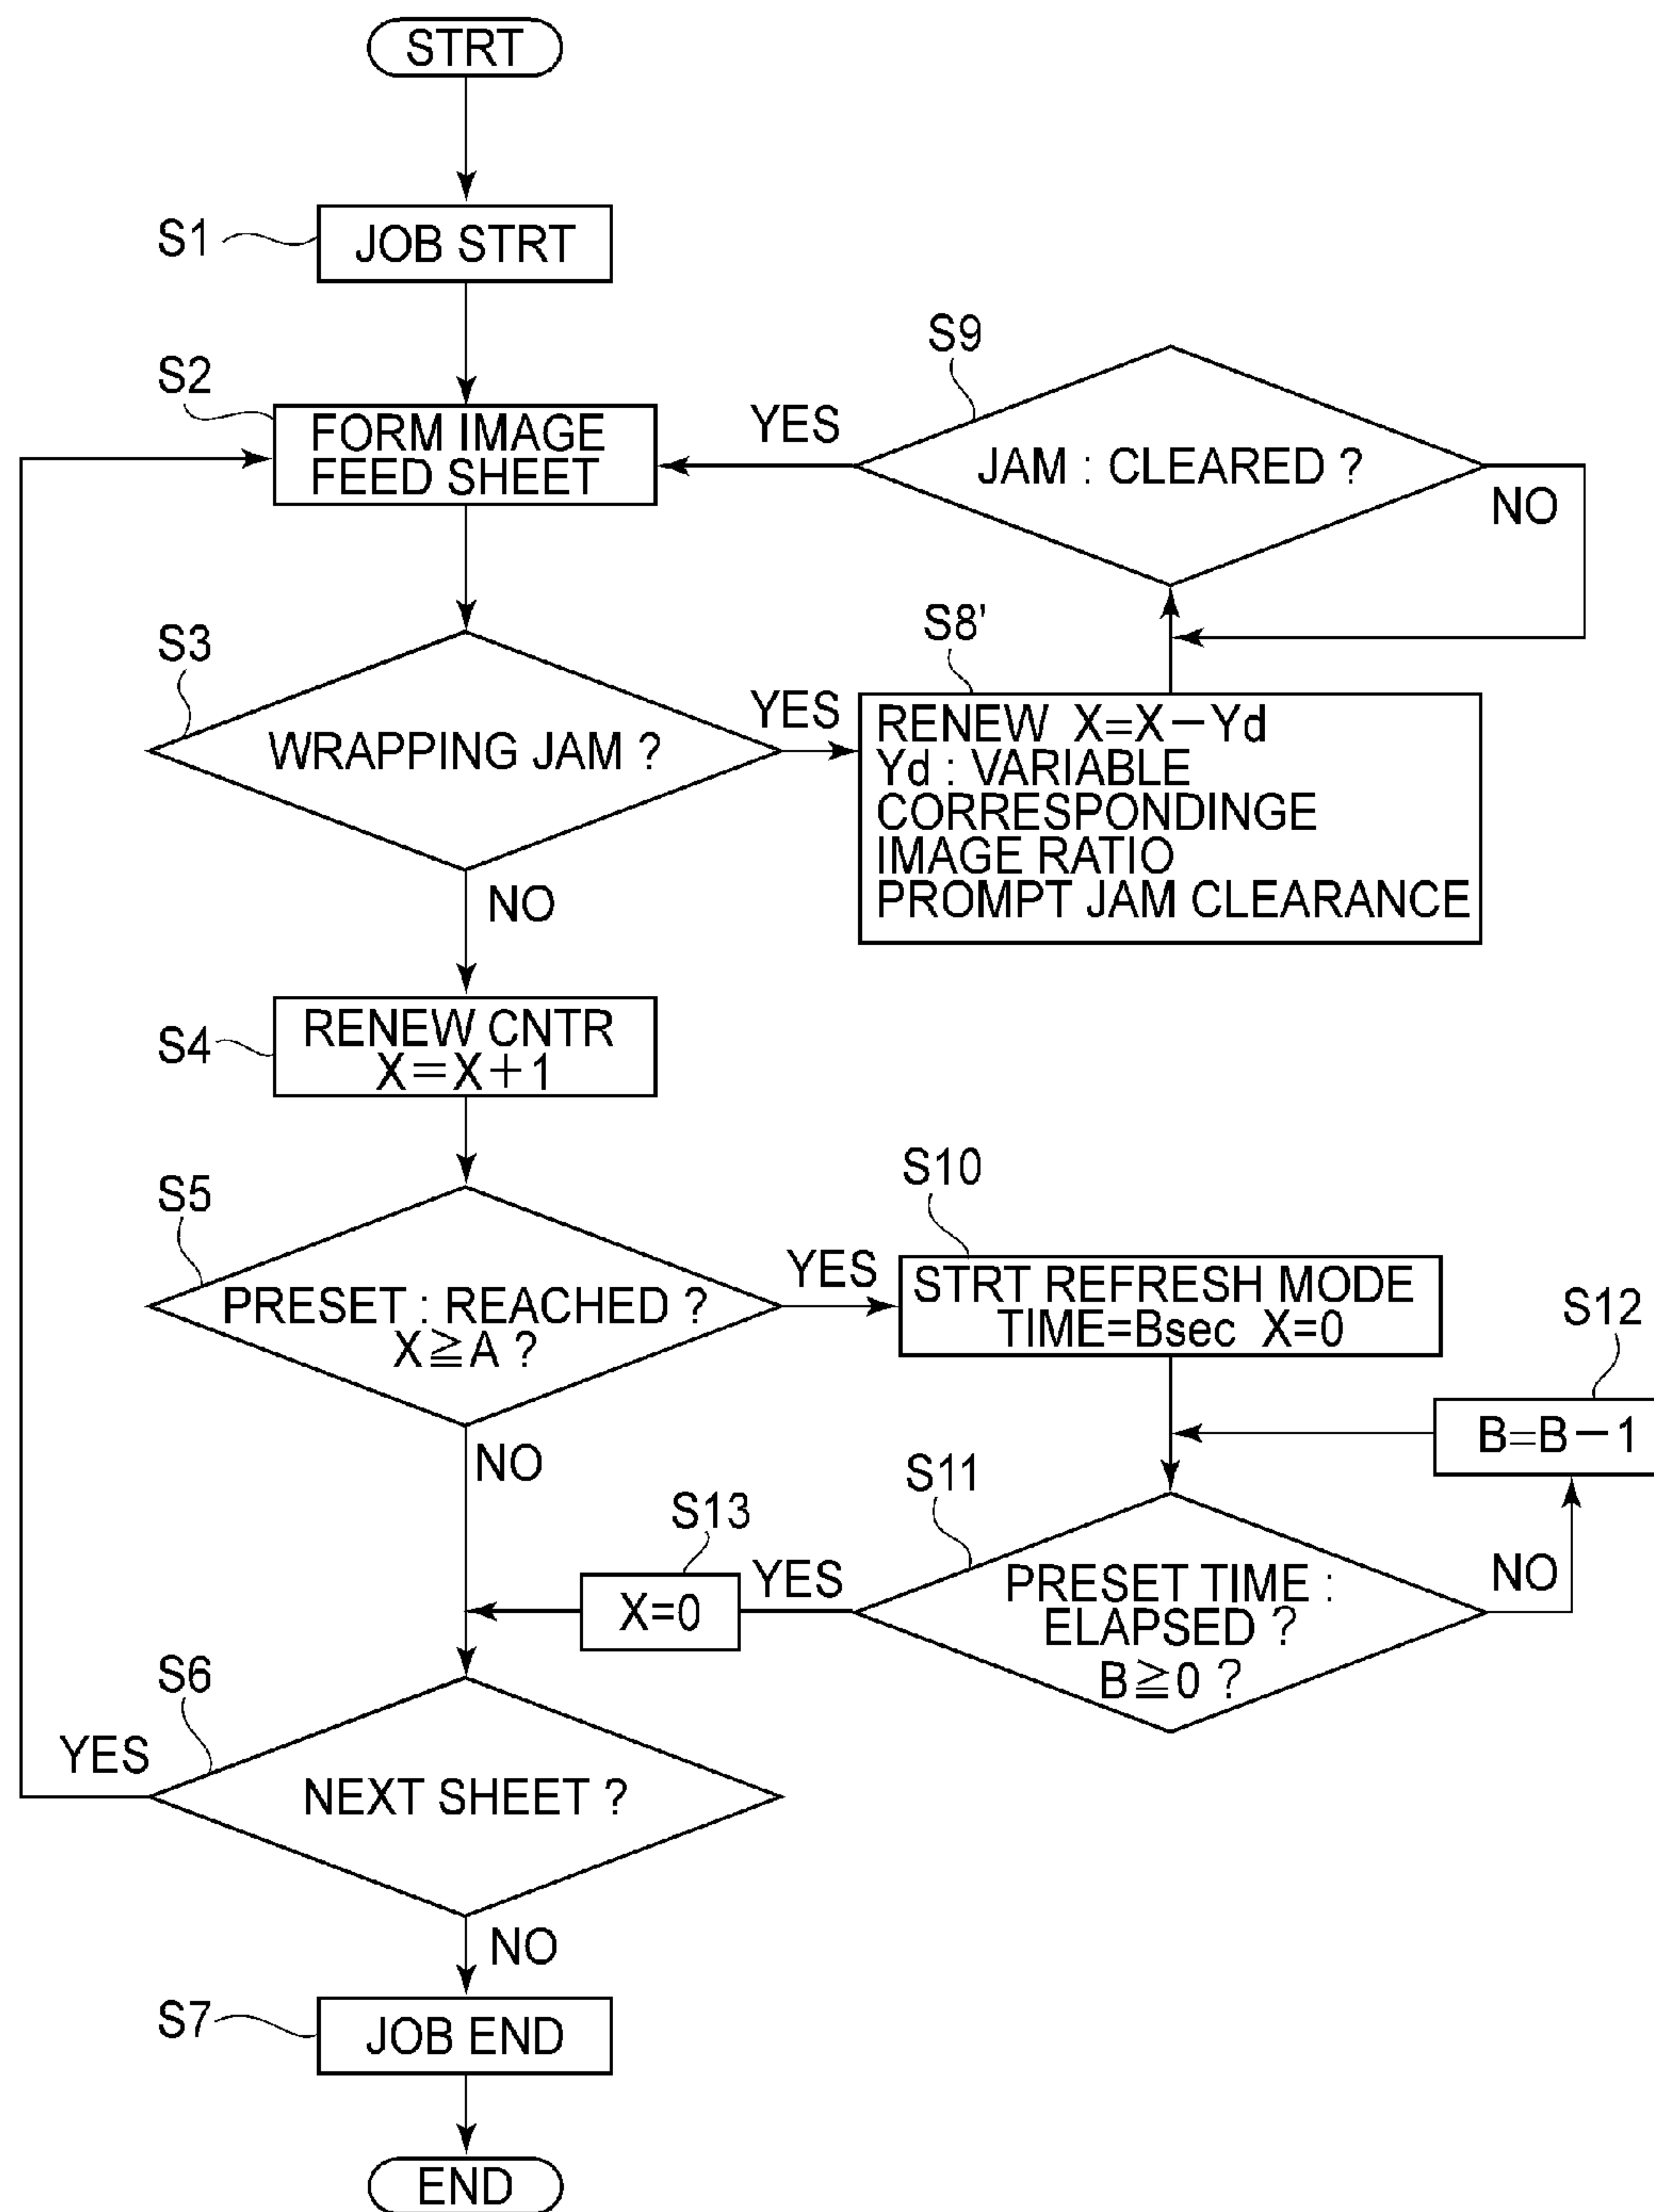 STRT
S1
JOB STRT
S2
FORM IMAGE
FEED SHEET
YES
S9
JAM : CLEARED ?
NO
S3
WRAPPING JAM ?
YES
NO
S8'
RENEW X=X−Yd
Yd : VARIABLE
CORRESPONDINGE
IMAGE RATIO
PROMPT JAM CLEARANCE
S4
RENEW CNTR
X=X+1
S5
PRESET : REACHED ?
X≧A ?
YES
NO
S10
STRT REFRESH MODE
TIME=Bsec X=0
S12
B=B−1
S11
PRESET TIME :
ELAPSED ?
B≧0 ?
NO
YES
S13
X=0
S6
NEXT SHEET ?
YES
NO
S7
JOB END
END